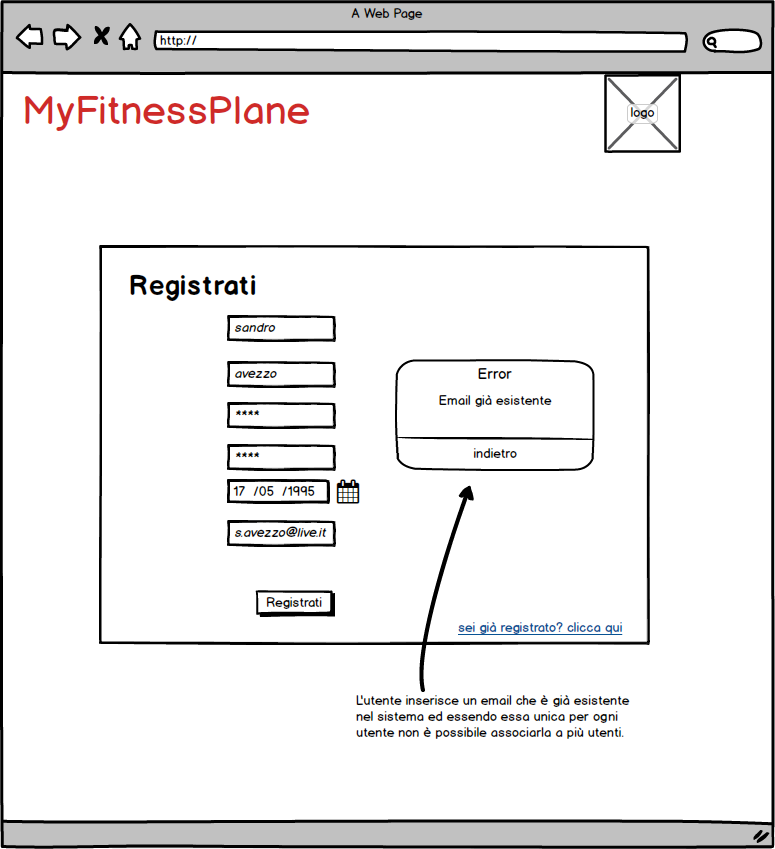 A Web Page
http://
MyFitnessPlane
logo
Registrati
sandro
avezzo
****
****
17 /05 /1995
s.avezzo@live.it
Registrati
Error
Email già esistente
indietro
sei già registrato? clicca qui
L'utente inserisce un email che è già esistente
nel sistema ed essendo essa unica per ogni
utente non è possibile associarla a più utenti.